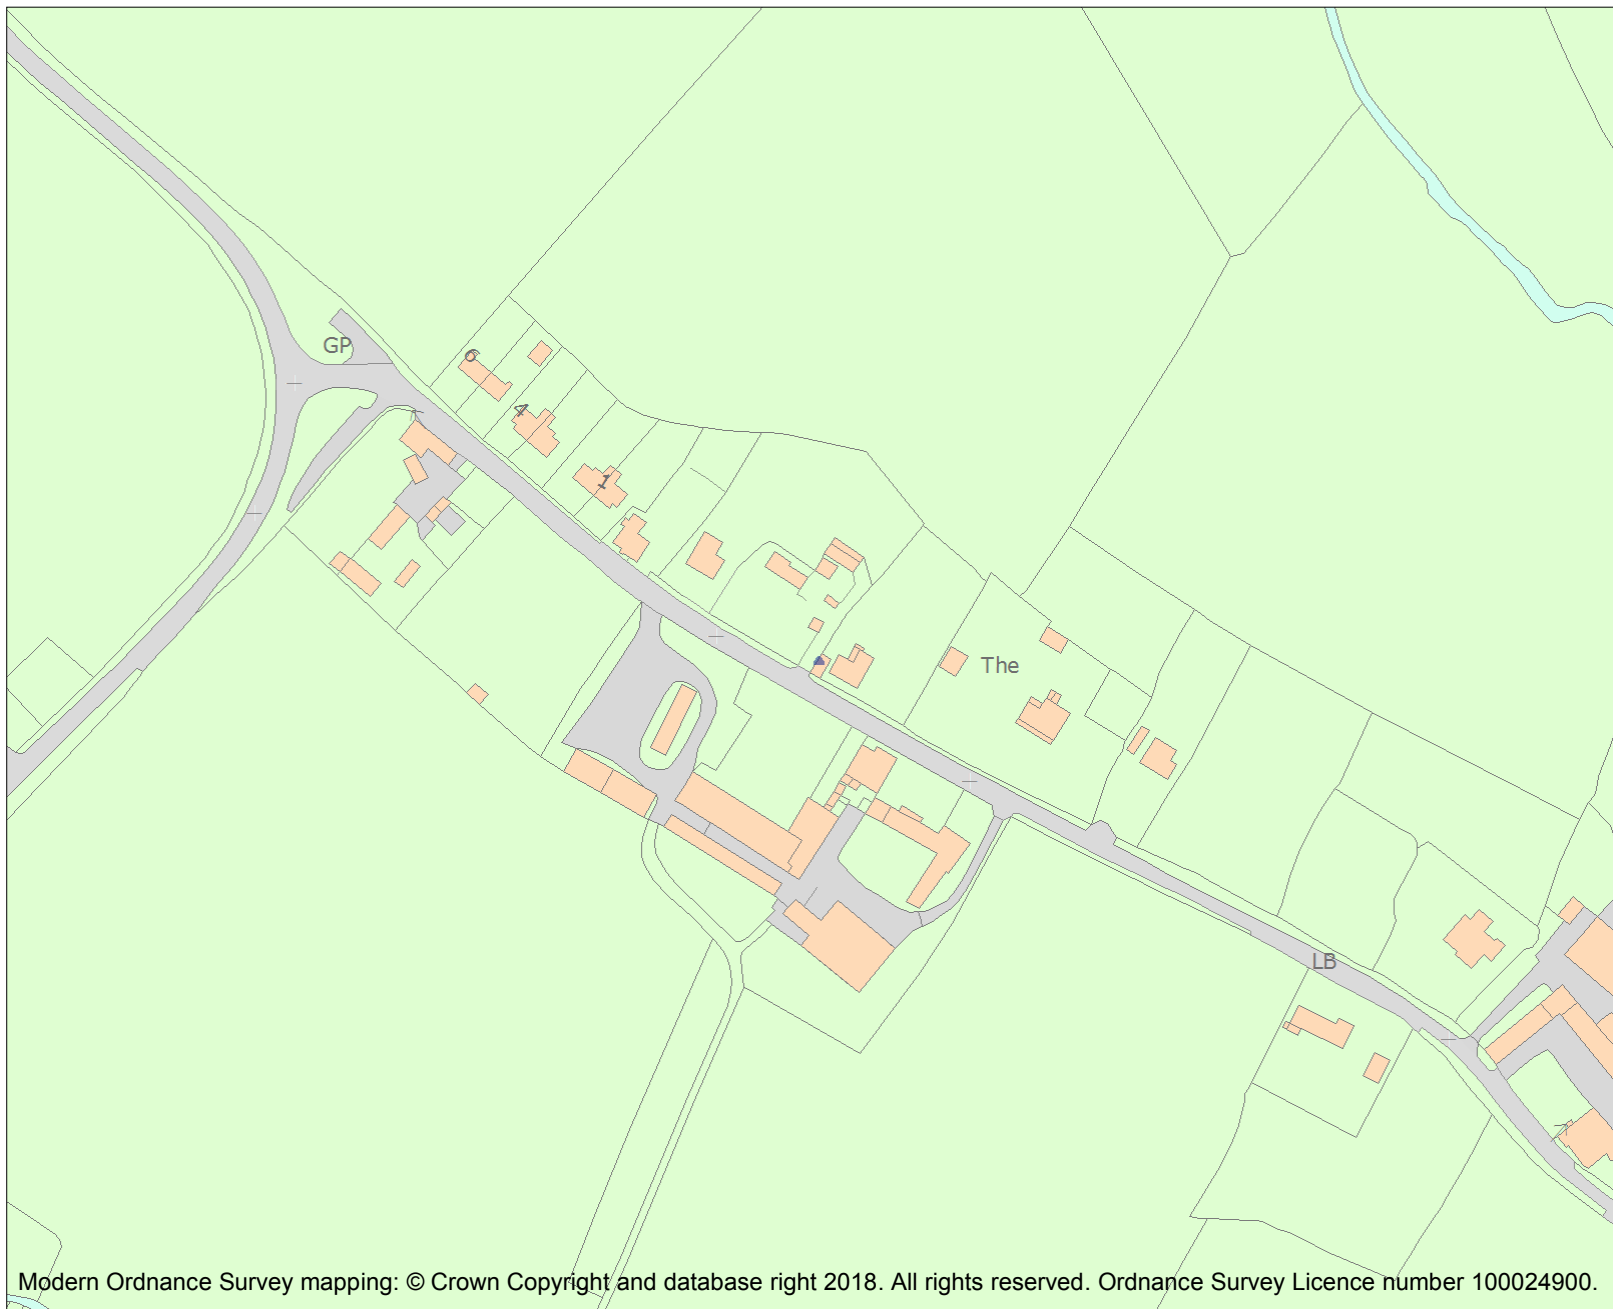 GP
6
4
1
The
LB
Modern Ordnance Survey mapping: © Crown Copyright and database right 2018. All rights reserved. Ordnance Survey Licence number 100024900.